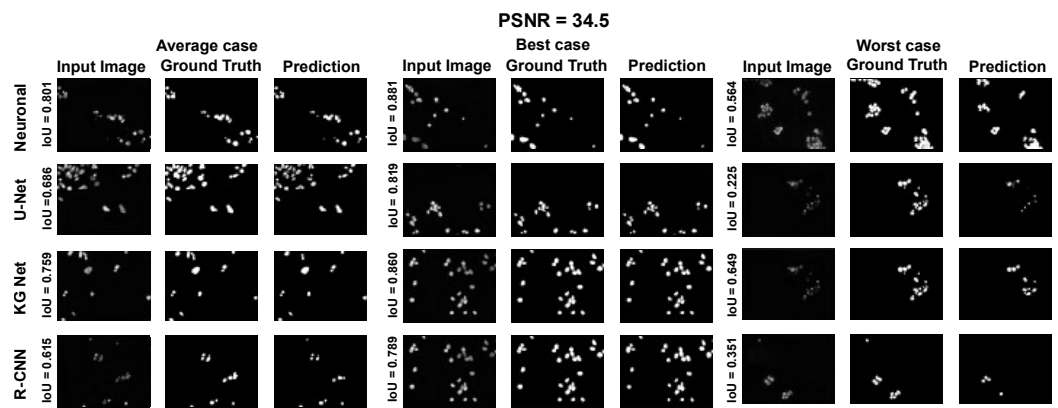 PSNR = 34.5
Average case Best case Worst case
Input Image Ground Truth Prediction Input Image Ground Truth Prediction Input Image Ground Truth Prediction
Neuronal IoU = 0.801 IoU = 0.881 IoU = 0.564
U-Net IoU =0.686 IoU = 0.819 IoU = 0.225
KG Net IoU = 0.759 IoU = 0.860 IoU = 0.649
R-CNN IoU = 0.615 IoU = 0.789 IoU = 0.351